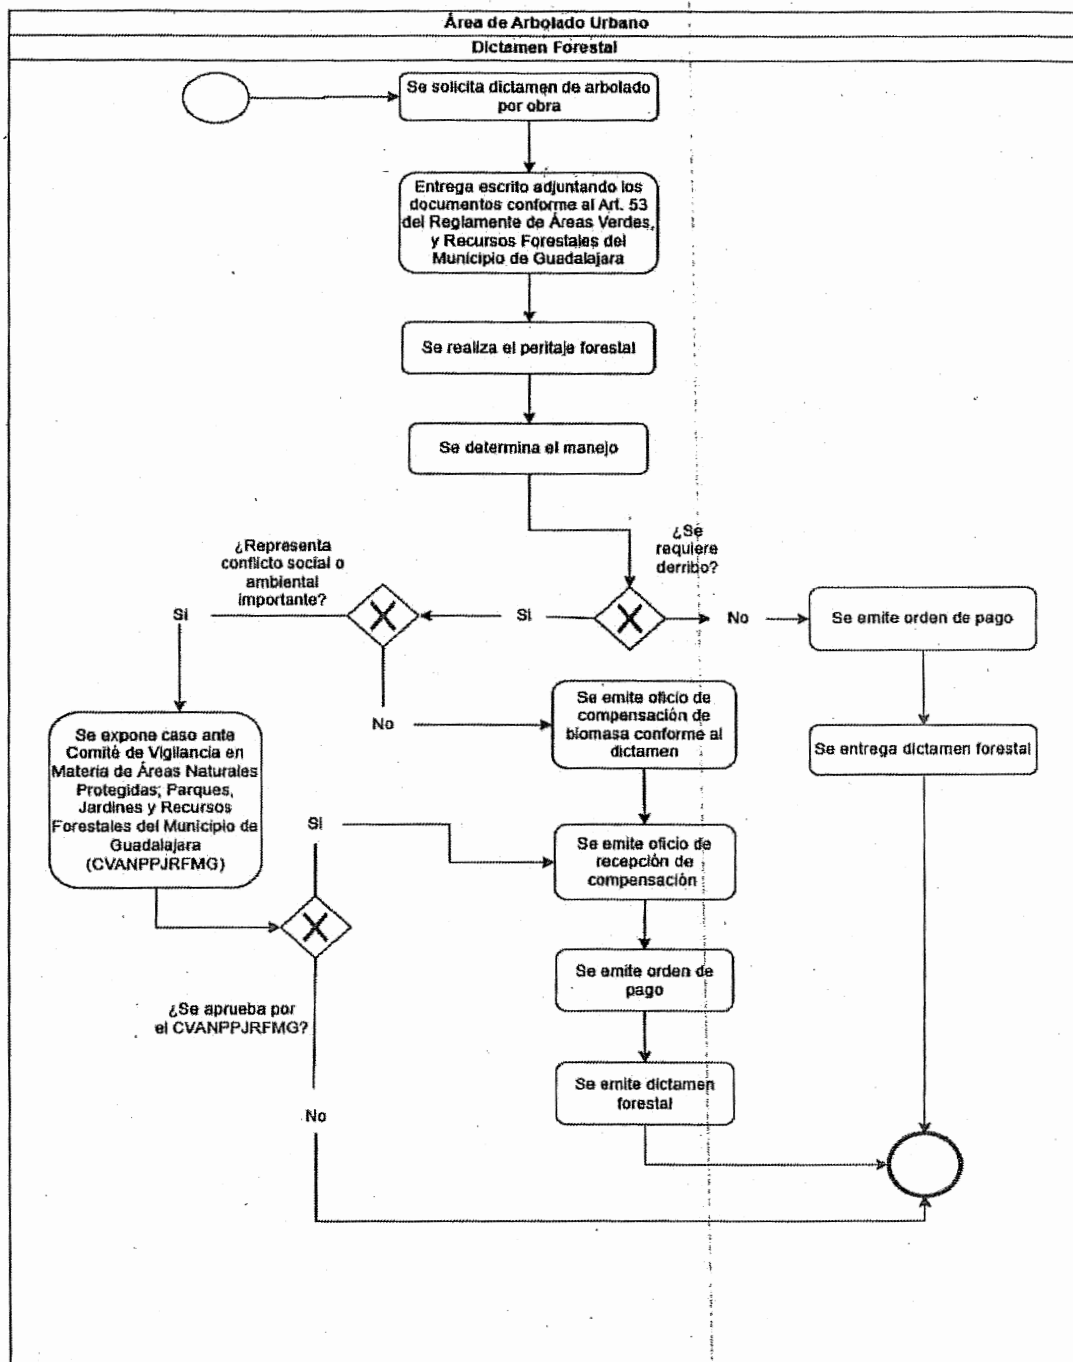 Área de Arbolado Urbano
Dictamen Forestal
Se solicita dictamen de arbolado
por obra
Entrega escrito adjuntando los
documentos conforme al Art. 53
del Reglamente de Áreas Verdes,
y Recursos Forestales del
Municipio de Guadalajara
Se realiza el peritaje forestal
Se determina el manejo
¿Se
requiere
derribo?
¿Representa
conflicto social o
ambiental
importante?
Si
Si
No
Se emite orden de pago
No
Se emite oficio de
compensación de
biomasa conforme al
dictamen
Se entrega dictamen forestal
Se expone caso ante
Comité de Vigilancia en
Materia de Áreas Naturales
Protegidas; Parques,
Jardines y Recursos
Forestales del Municipio de
Guadalajara
(CVANPPJRFMG)
Si
Se emite oficio de
recepción de
compensación
¿Se aprueba por
el CVANPPJRFMG?
Se emite orden de
pago
Se emite dictamen
forestal
No